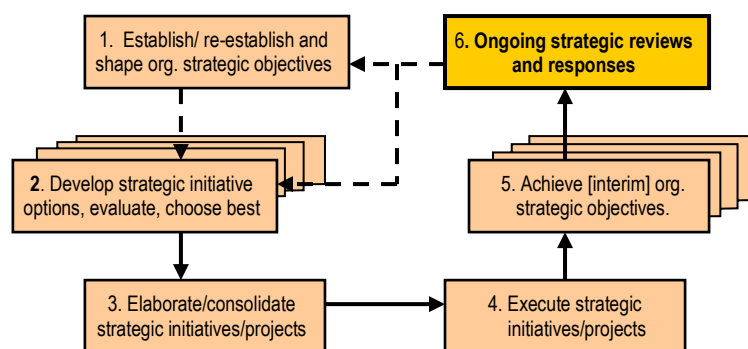 1. Establish/ re-establish and
shape org. strategic objectives
6. Ongoing strategic reviews
and responses
2. Develop strategic initiative
options, evaluate, choose best
5. Achieve [interim] org.
strategic objectives.
3. Elaborate/consolidate
strategic initiatives/projects
4. Execute strategic
initiatives/projects